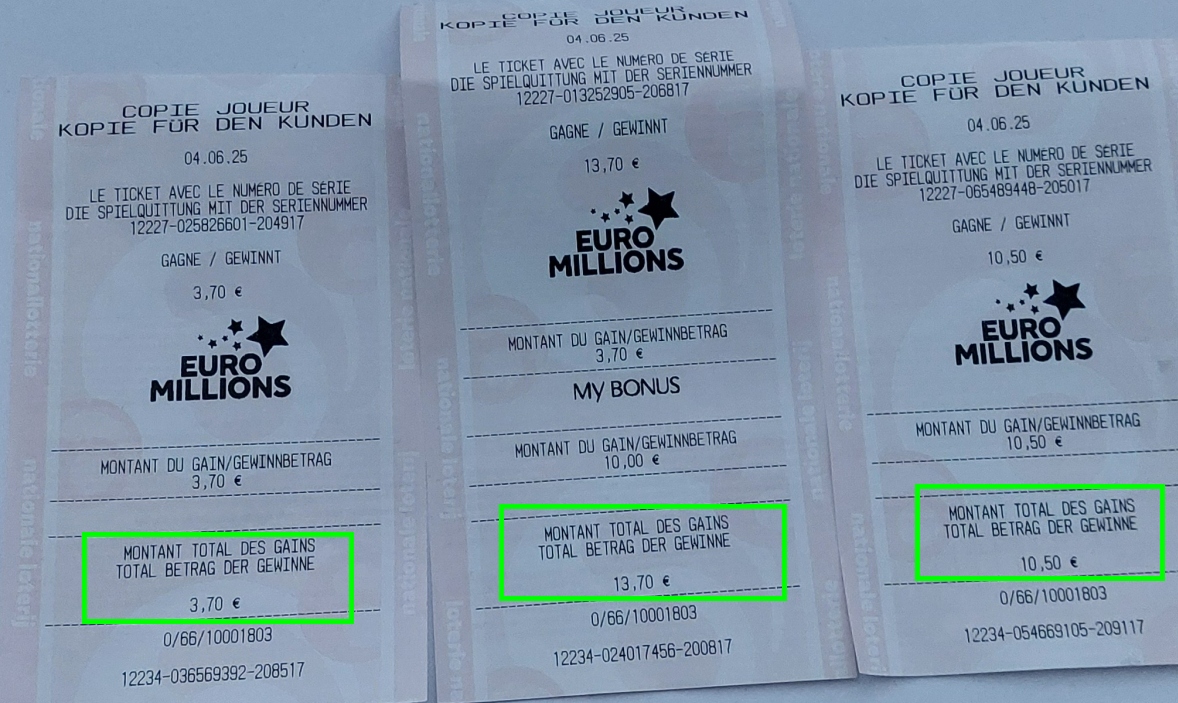 COPIE JOUEUR
KOPIE FÜR DEN KUNDEN
04.06.25
LE TICKET AVEC LE NUMÉRO DE SÉRIE
DIE SPIELQUITTUNG MIT DER SERIENNUMMER
12227-025826601-204917
GAGNE / GEWINNT
3,70 €
EURO
MILLIONS
MONTANT DU GAIN/GEWINNBETRAG
3,70 €
MONTANT TOTAL DES GAINS
TOTAL BETRAG DER GEWINNE
3,70 €
0/66/10001803
12234-036569392-208517
COPIE JOUEUR
KOPIE FÜR DEN KUNDEN
04.06.25
LE TICKET AVEC LE NUMÉRO DE SÉRIE
DIE SPIELQUITTUNG MIT DER SERIENNUMMER
12227-013252905-206817
GAGNE / GEWINNT
13,70 €
EURO
MILLIONS
MONTANT DU GAIN/GEWINNBETRAG
3,70 €
MY BONUS
MONTANT DU GAIN/GEWINNBETRAG
10,00 €
MONTANT TOTAL DES GAINS
TOTAL BETRAG DER GEWINNE
13,70 €
0/66/10001803
12234-024017456-200817
COPIE JOUEUR
KOPIE FÜR DEN KUNDEN
04.06.25
LE TICKET AVEC LE NUMÉRO DE SÉRIE
DIE SPIELQUITTUNG MIT DER SERIENNUMMER
12227-065489448-205017
GAGNE / GEWINNT
10,50 €
EURO
MILLIONS
MONTANT DU GAIN/GEWINNBETRAG
10,50 €
MONTANT TOTAL DES GAINS
TOTAL BETRAG DER GEWINNE
10,50 €
0/66/10001803
12234-054669105-209117